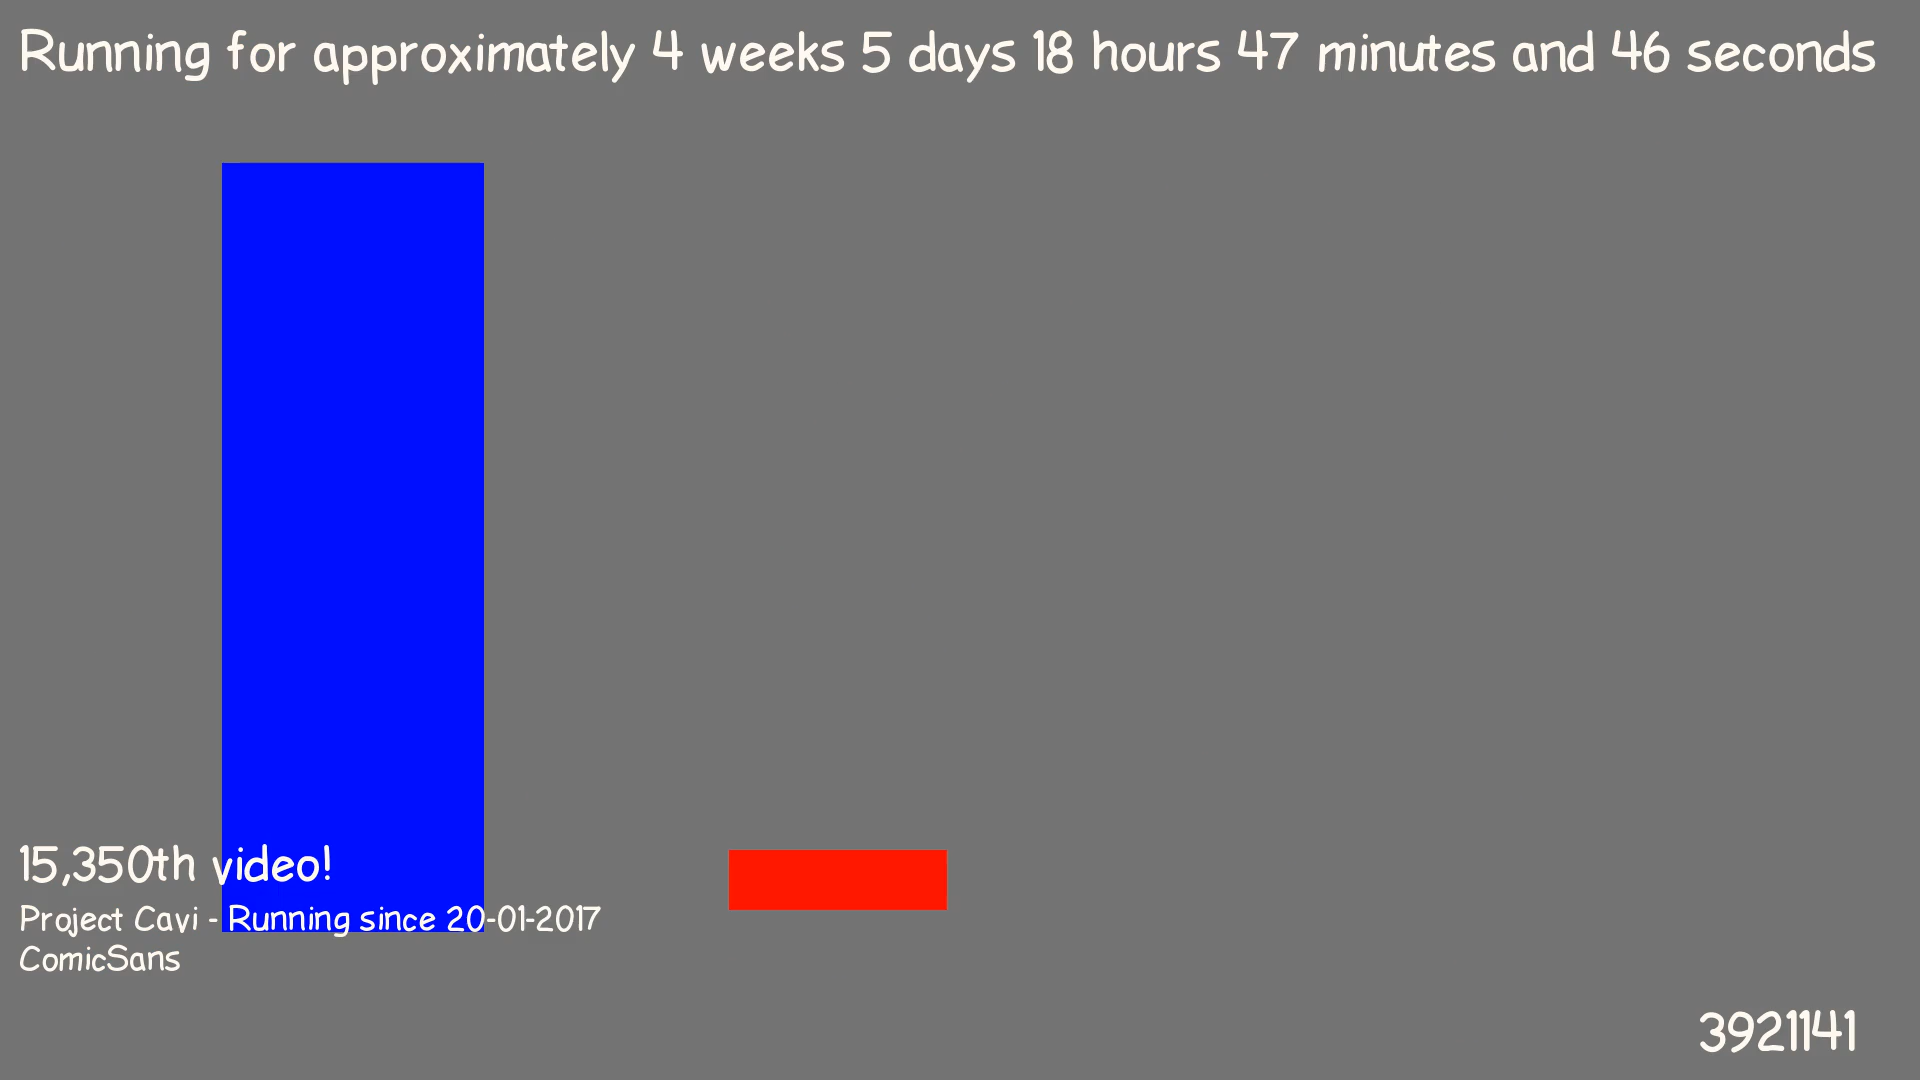 Running for approximately 4 weeks 5 days 18 hours 47 minutes and 46 seconds
15,350th video!
Project Cavi - Running since 20-01-2017
ComicSans
3921141